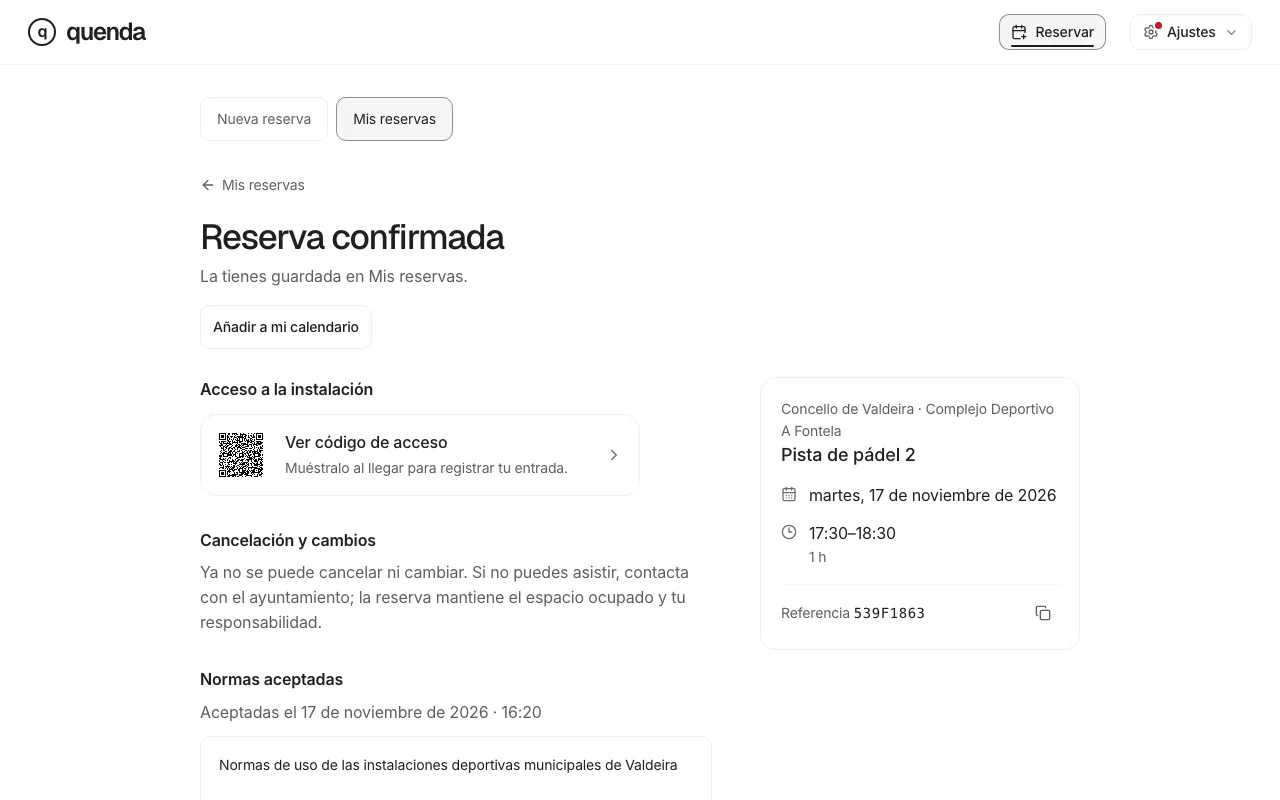 q quenda
Reservar
Ajustes
Nueva reserva
Mis reservas
Mis reservas
Reserva confirmada
La tienes guardada en Mis reservas.
Añadir a mi calendario
Acceso a la instalación
Ver código de acceso
Muéstralo al llegar para registrar tu entrada.
Cancelación y cambios
Ya no se puede cancelar ni cambiar. Si no puedes asistir, contacta
con el ayuntamiento; la reserva mantiene el espacio ocupado y tu
responsabilidad.
Normas aceptadas
Aceptadas el 17 de noviembre de 2026 · 16:20
Normas de uso de las instalaciones deportivas municipales de Valdeira
Concello de Valdeira · Complejo Deportivo
A Fontela
Pista de pádel 2
martes, 17 de noviembre de 2026
17:30–18:30
1 h
Referencia 539F1863